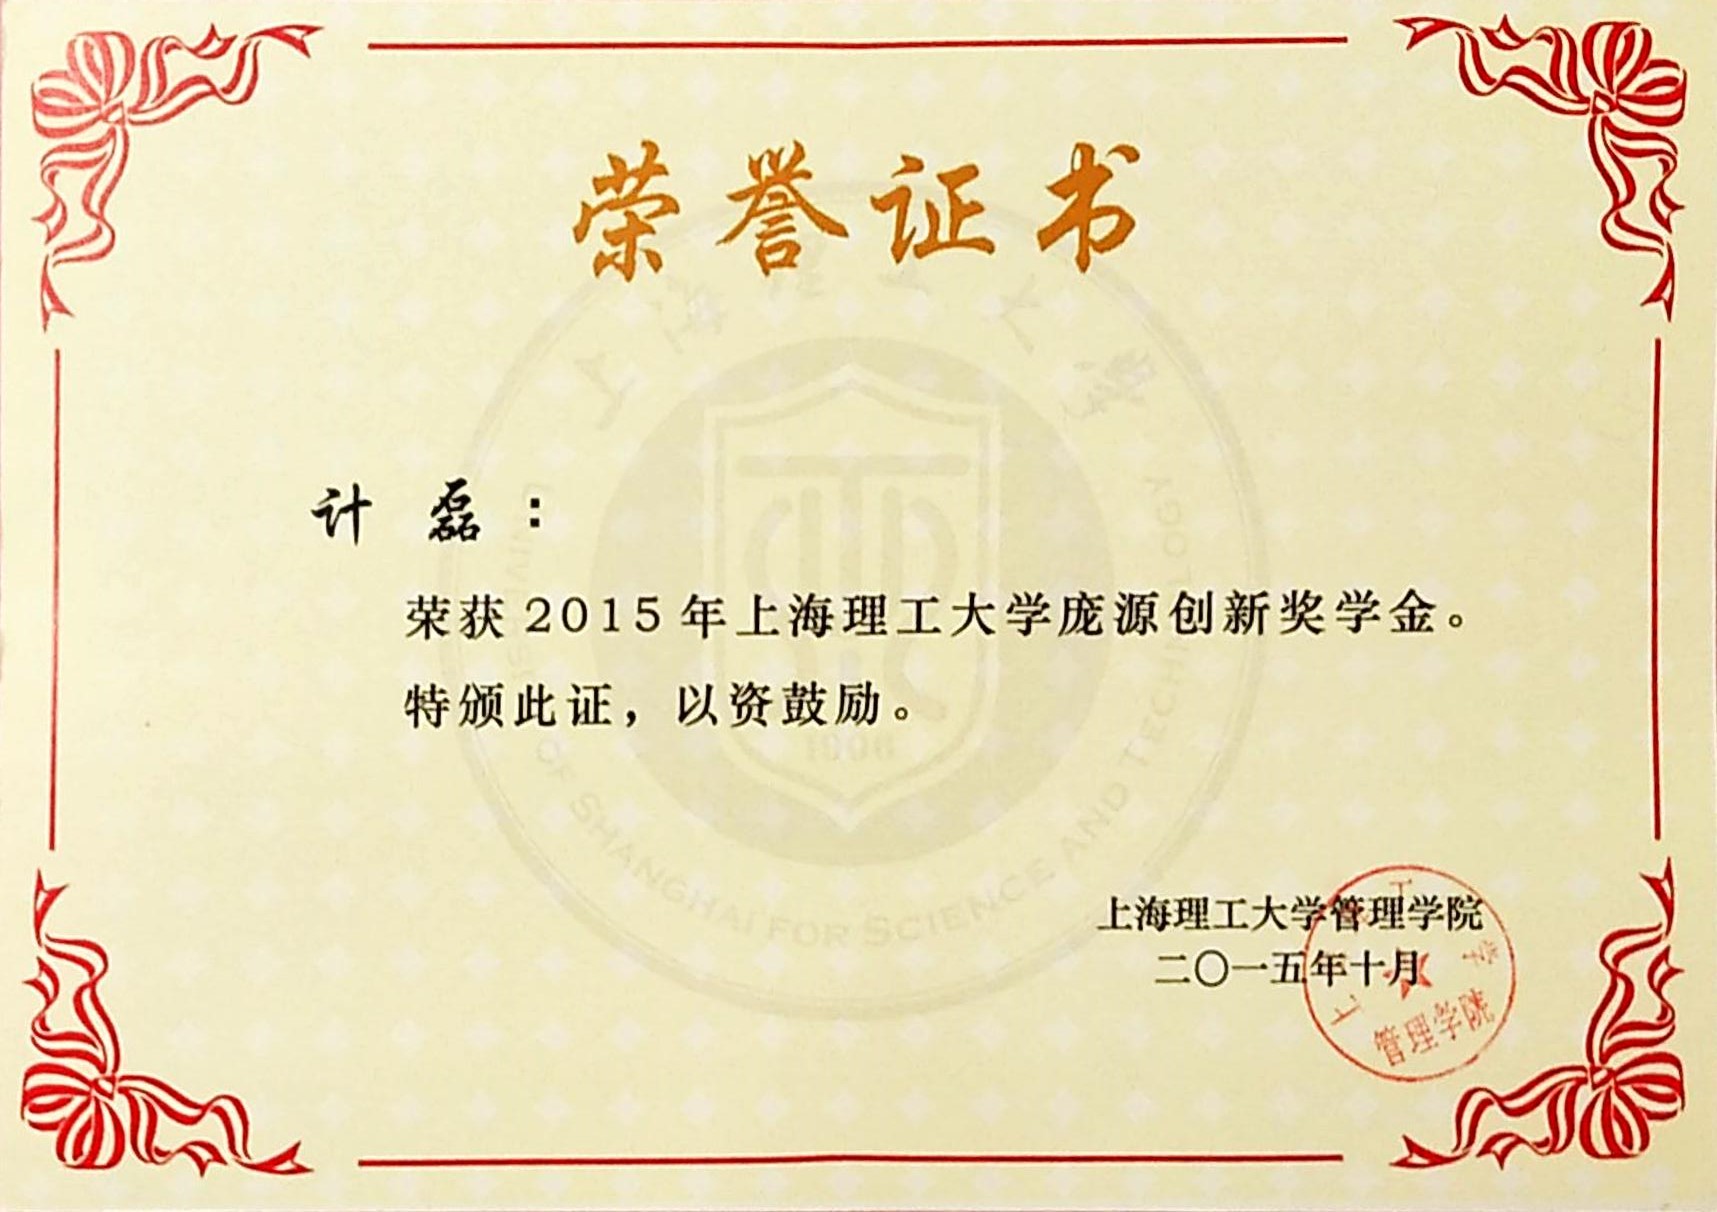 荣誉证书
上海理工大学
计 磊：
荣获 2015 年上海理工大学庞源创新奖学金。
特颁此证，以资鼓励。
1906
OF SHANGHAI FOR SCIENCE AND TECHNOLOGY
上海理工大学管理学院
二〇一五年十月
管理学院